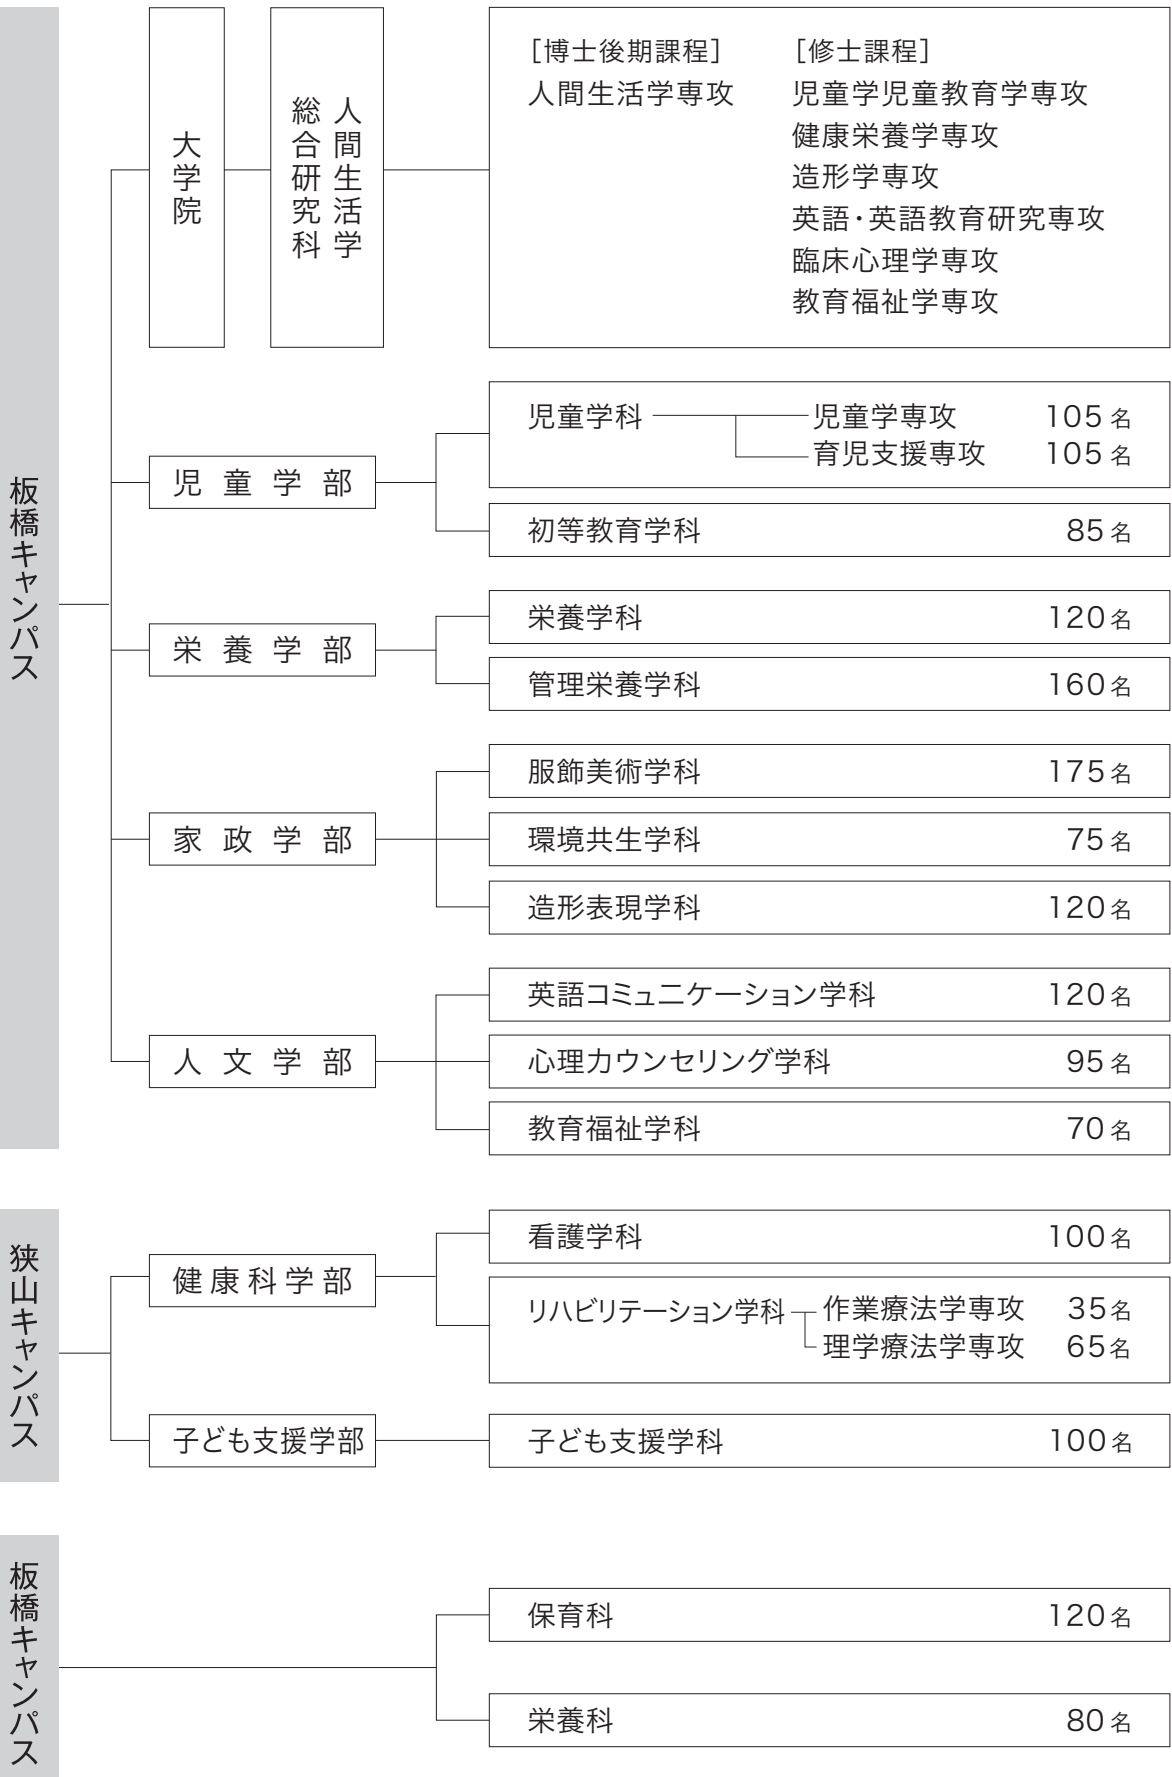 板橋キャンパス
大学院
人間生活学
総合研究科
［博士後期課程］
人間生活学専攻
［修士課程］
児童学児童教育学専攻
健康栄養学専攻
造形学専攻
英語・英語教育研究専攻
臨床心理学専攻
教育福祉学専攻
児童学部
児童学科 児童学専攻 105名
育児支援専攻 105名
初等教育学科 85名
栄養学部
栄養学科 120名
管理栄養学科 160名
家政学部
服飾美術学科 175名
環境共生学科 75名
造形表現学科 120名
人文学部
英語コミュニケーション学科 120名
心理カウンセリング学科 95名
教育福祉学科 70名
狭山キャンパス
健康科学部
看護学科 100名
リハビリテーション学科 作業療法学専攻 35名
理学療法学専攻 65名
子ども支援学部
子ども支援学科 100名
板橋キャンパス
保育科 120名
栄養科 80名